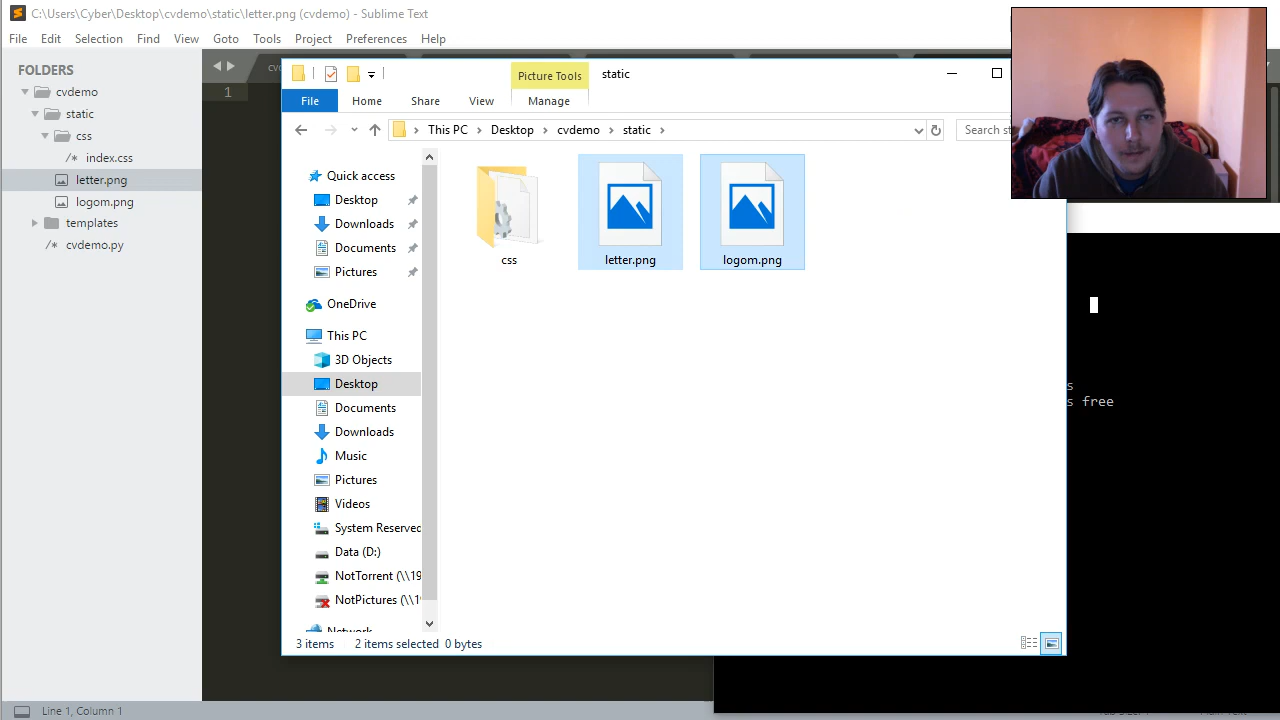 C:\Users\Cyber\Desktop\cvdemo\static\letter.png (cvdemo) - Sublime Text
File Edit Selection Find View Goto Tools Project Preferences Help
FOLDERS
cvdemo
static
css
/* index.css
letter.png
logom.png
templates
/* cvdemo.py
1
Picture Tools static
File Home Share View Manage
This PC > Desktop > cvdemo > static >
Quick access
Desktop
Downloads
Documents
Pictures
OneDrive
This PC
3D Objects
Desktop
Documents
Downloads
Music
Pictures
Videos
System Reserved
Data (D:)
NotTorrent (\\19
NotPictures (\\1
Network
css letter.png logom.png
3 items 2 items selected 0 bytes
s
s free
Line 1, Column 1